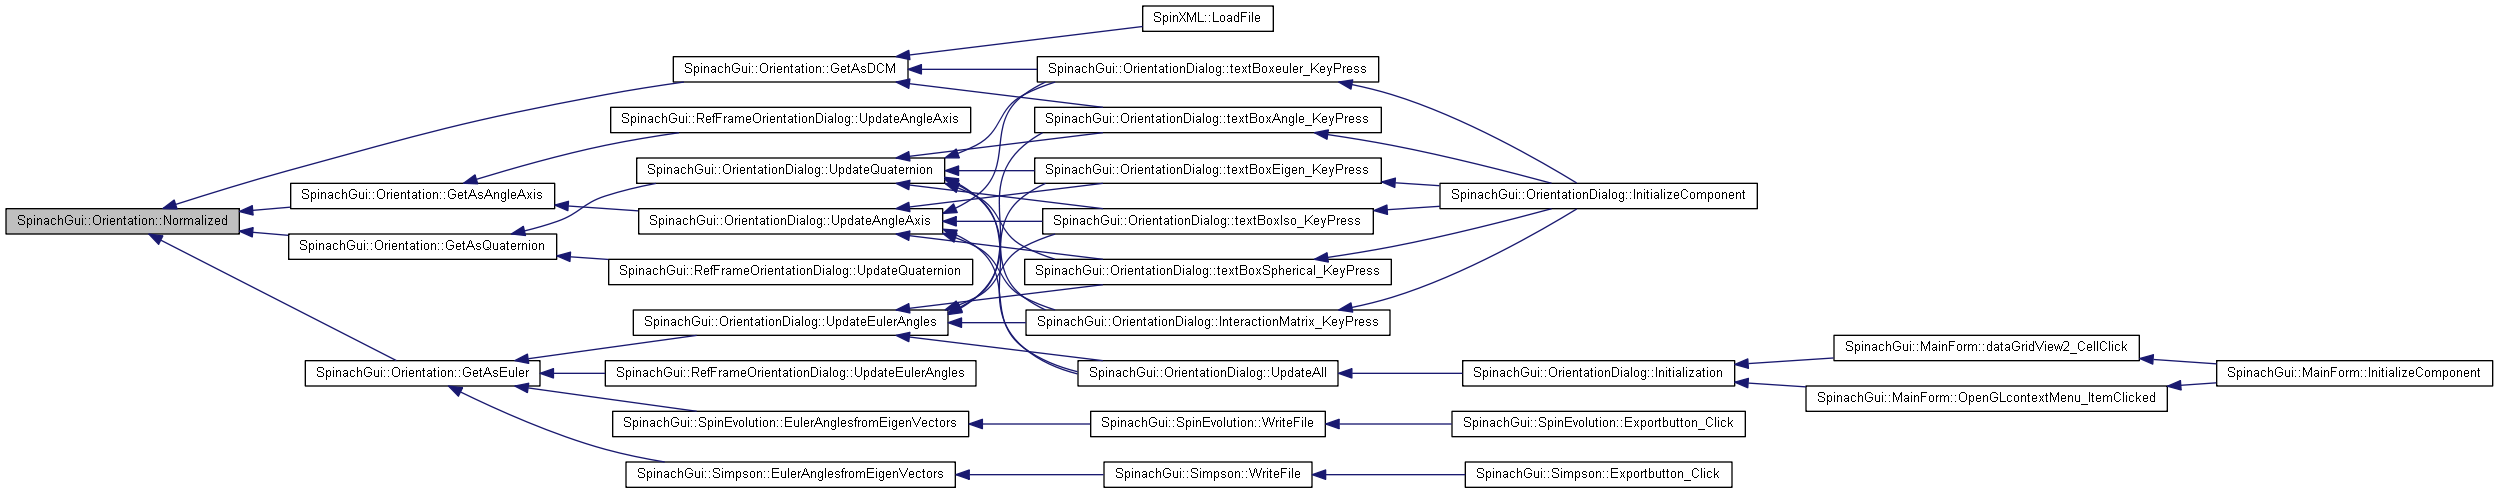 SpinXML::LoadFile
SpinachGui::Orientation::GetAsDCM
SpinachGui::OrientationDialog::textBoxeuler_KeyPress
SpinachGui::RefFrameOrientationDialog::UpdateAngleAxis
SpinachGui::OrientationDialog::textBoxAngle_KeyPress
SpinachGui::OrientationDialog::UpdateQuaternion
SpinachGui::OrientationDialog::textBoxEigen_KeyPress
SpinachGui::Orientation::GetAsAngleAxis
SpinachGui::OrientationDialog::InitializeComponent
SpinachGui::Orientation::Normalized
SpinachGui::OrientationDialog::UpdateAngleAxis
SpinachGui::OrientationDialog::textBoxIso_KeyPress
SpinachGui::Orientation::GetAsQuaternion
SpinachGui::RefFrameOrientationDialog::UpdateQuaternion
SpinachGui::OrientationDialog::textBoxSpherical_KeyPress
SpinachGui::OrientationDialog::UpdateEulerAngles
SpinachGui::OrientationDialog::InteractionMatrix_KeyPress
SpinachGui::MainForm::dataGridView2_CellClick
SpinachGui::Orientation::GetAsEuler
SpinachGui::RefFrameOrientationDialog::UpdateEulerAngles
SpinachGui::OrientationDialog::UpdateAll
SpinachGui::OrientationDialog::Initialization
SpinachGui::MainForm::InitializeComponent
SpinachGui::MainForm::OpenGLcontextMenu_ItemClicked
SpinachGui::SpinEvolution::EulerAnglesfromEigenVectors
SpinachGui::SpinEvolution::WriteFile
SpinachGui::SpinEvolution::Exportbutton_Click
SpinachGui::Simpson::EulerAnglesfromEigenVectors
SpinachGui::Simpson::WriteFile
SpinachGui::Simpson::Exportbutton_Click